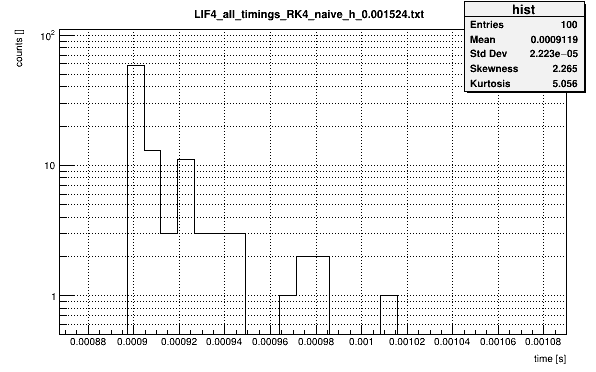 LIF4_all_timings_RK4_naive_h_0.001524.txt
hist
Entries 100
Mean 0.0009119
Std Dev 2.223e−05
Skewness 2.265
Kurtosis 5.056
counts []
10²
10
1
0.00088 0.0009 0.00092 0.00094 0.00096 0.00098 0.001 0.00102 0.00104 0.00106 0.00108
time [s]